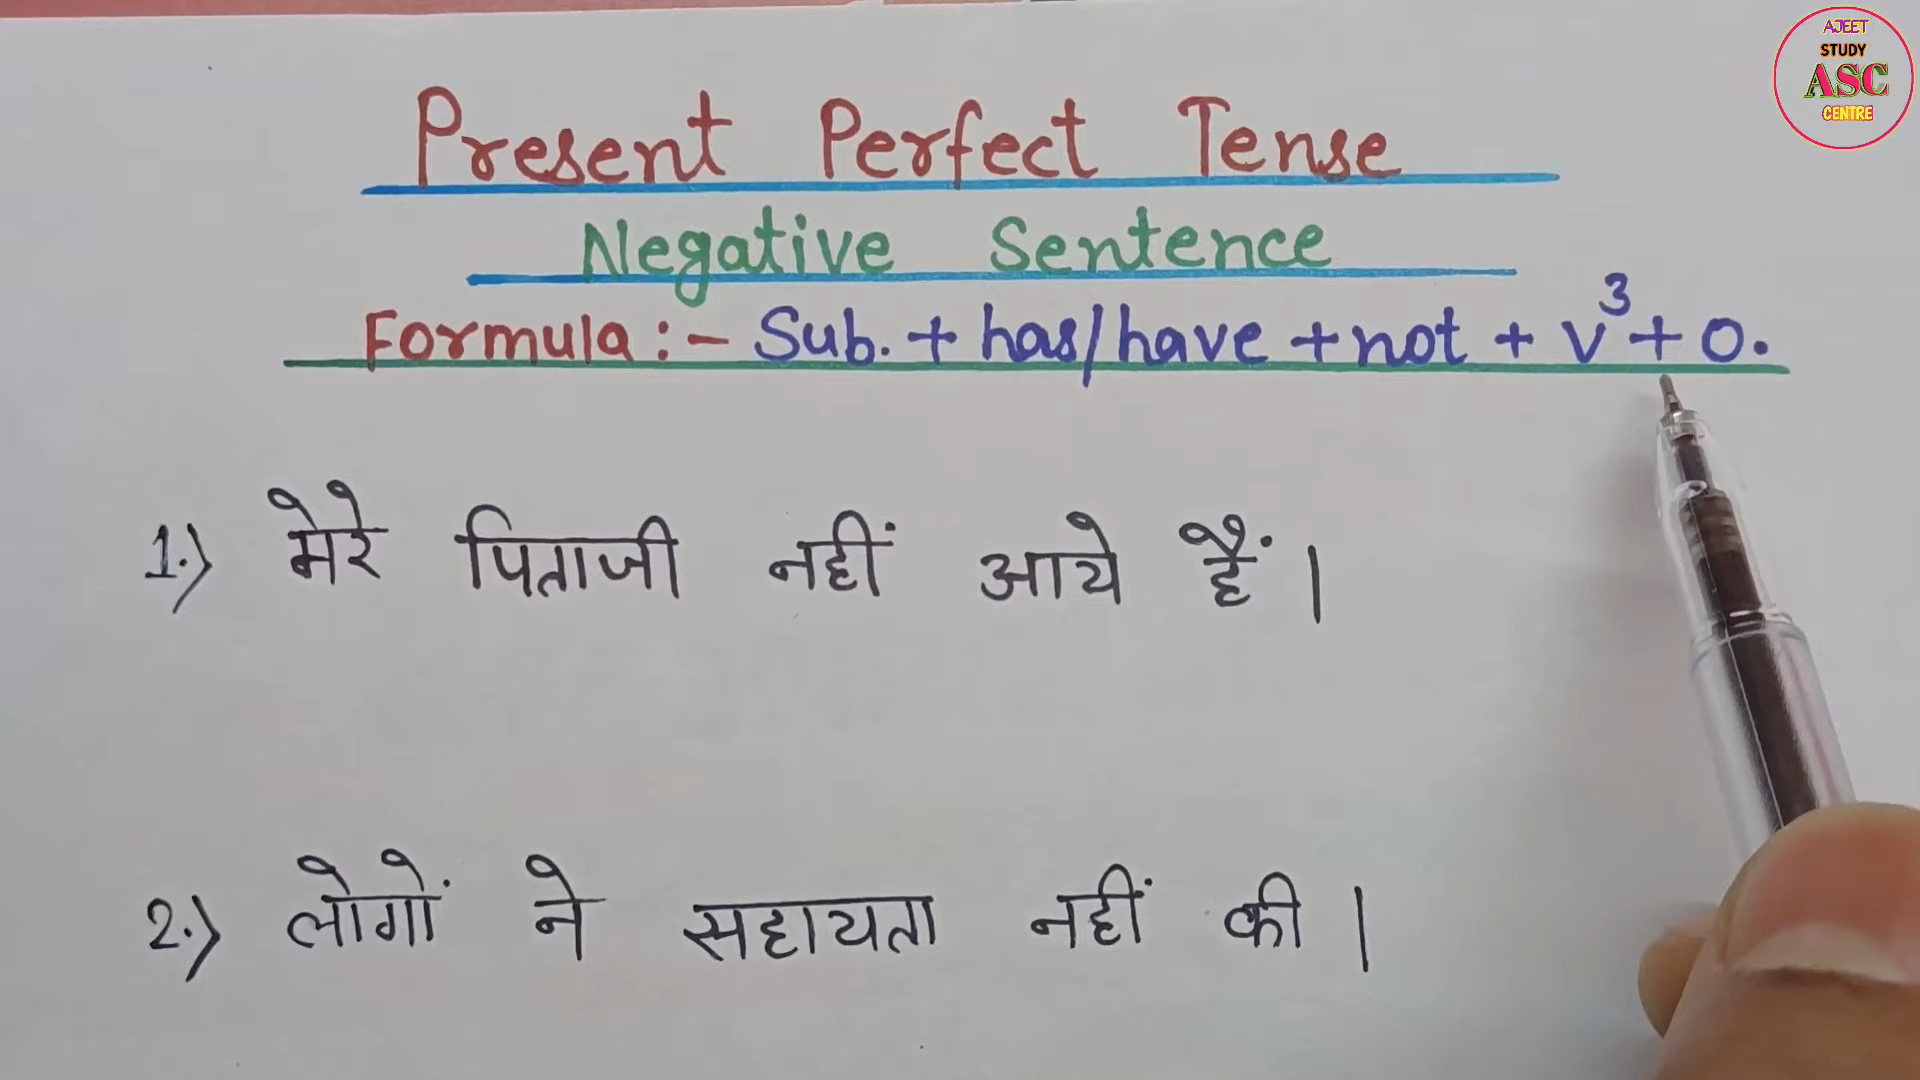 AJEET
STUDY
ASC
CENTRE
Present Perfect Tense
Negative Sentence
Formula :- Sub. + has/have + not + v³ + o.
1.) मेरे पिताजी नहीं आये हैं।
2.) लोगों ने सहायता नहीं की।